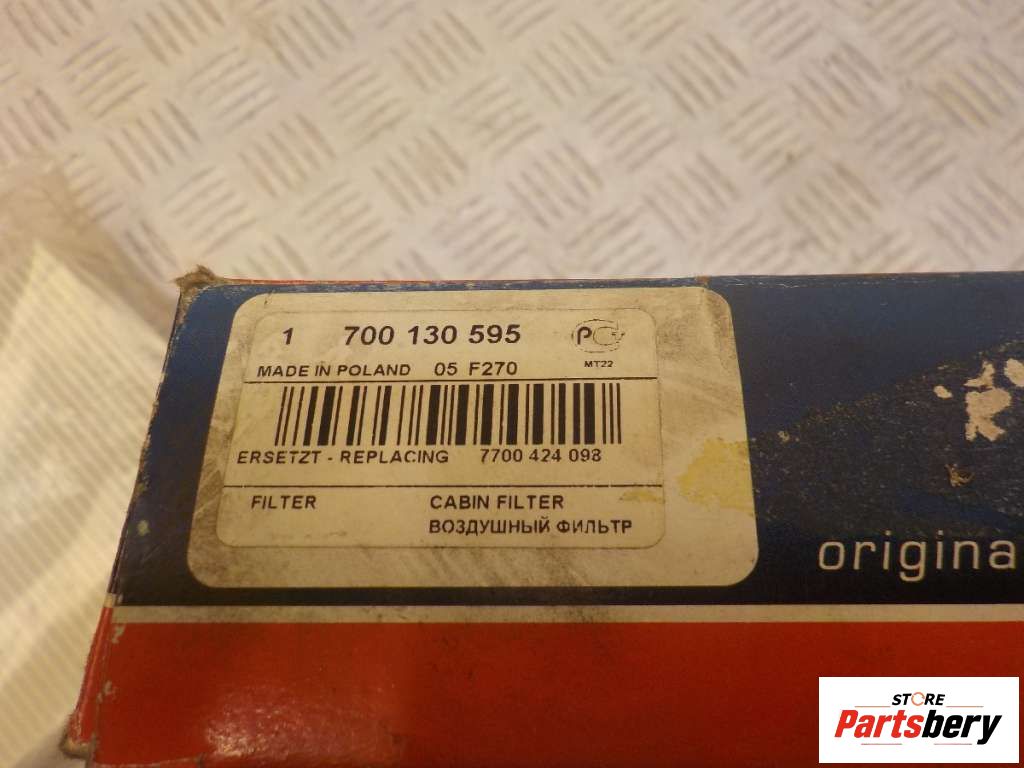 1 700 130 595 PCT
MT22
MADE IN POLAND 05 F270
ERSETZT - REPLACING 7700 424 098
FILTER CABIN FILTER
ВОЗДУШНЫЙ ФИЛЬТР
origina
STORE
Partsbery